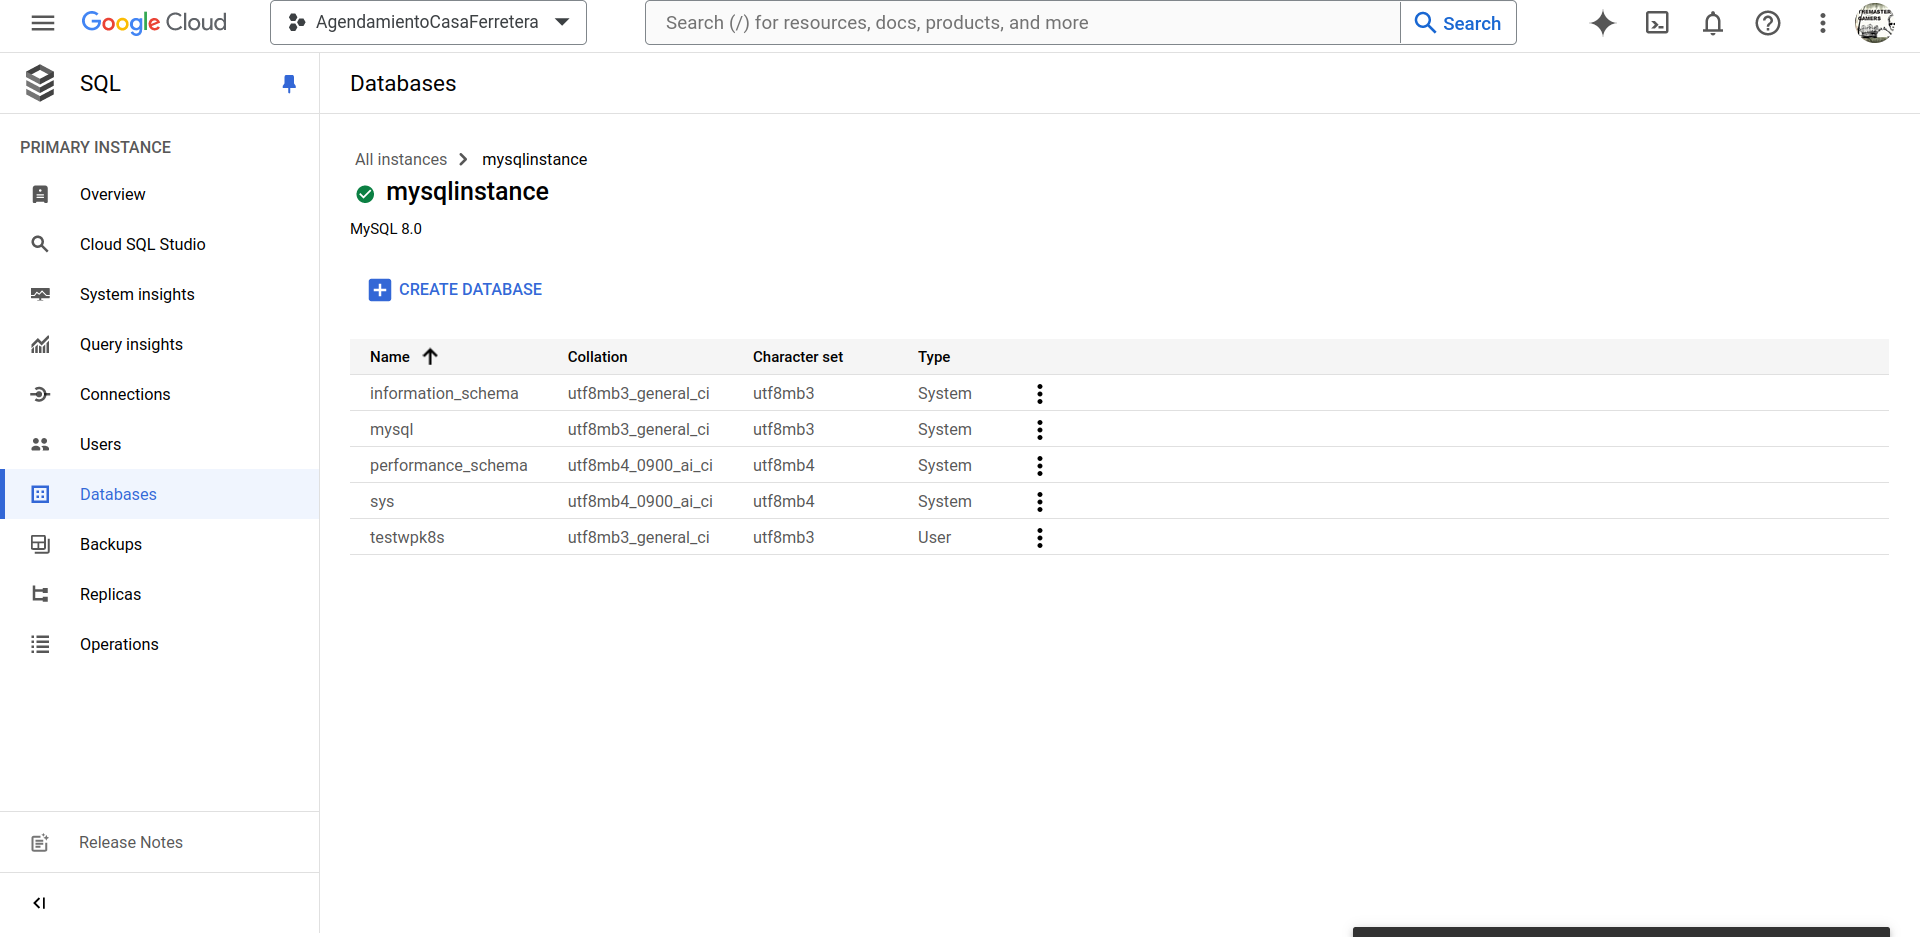 Google Cloud
AgendamientoCasaFerretera
Search (/) for resources, docs, products, and more
Search
SQL
Databases
PRIMARY INSTANCE
Overview
Cloud SQL Studio
System insights
Query insights
Connections
Users
Databases
Backups
Replicas
Operations
Release Notes
All instances
mysqlinstance
mysqlinstance
MySQL 8.0
CREATE DATABASE
Name Collation Character set Type
information_schema utf8mb3_general_ci utf8mb3 System
mysql utf8mb3_general_ci utf8mb3 System
performance_schema utf8mb4_0900_ai_ci utf8mb4 System
sys utf8mb4_0900_ai_ci utf8mb4 System
testwpk8s utf8mb3_general_ci utf8mb3 User